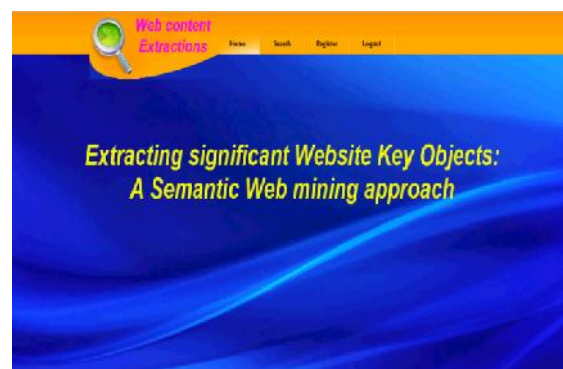 Web content
Extractions
Home Search Register Logout
Extracting significant Website Key Objects:
A Semantic Web mining approach